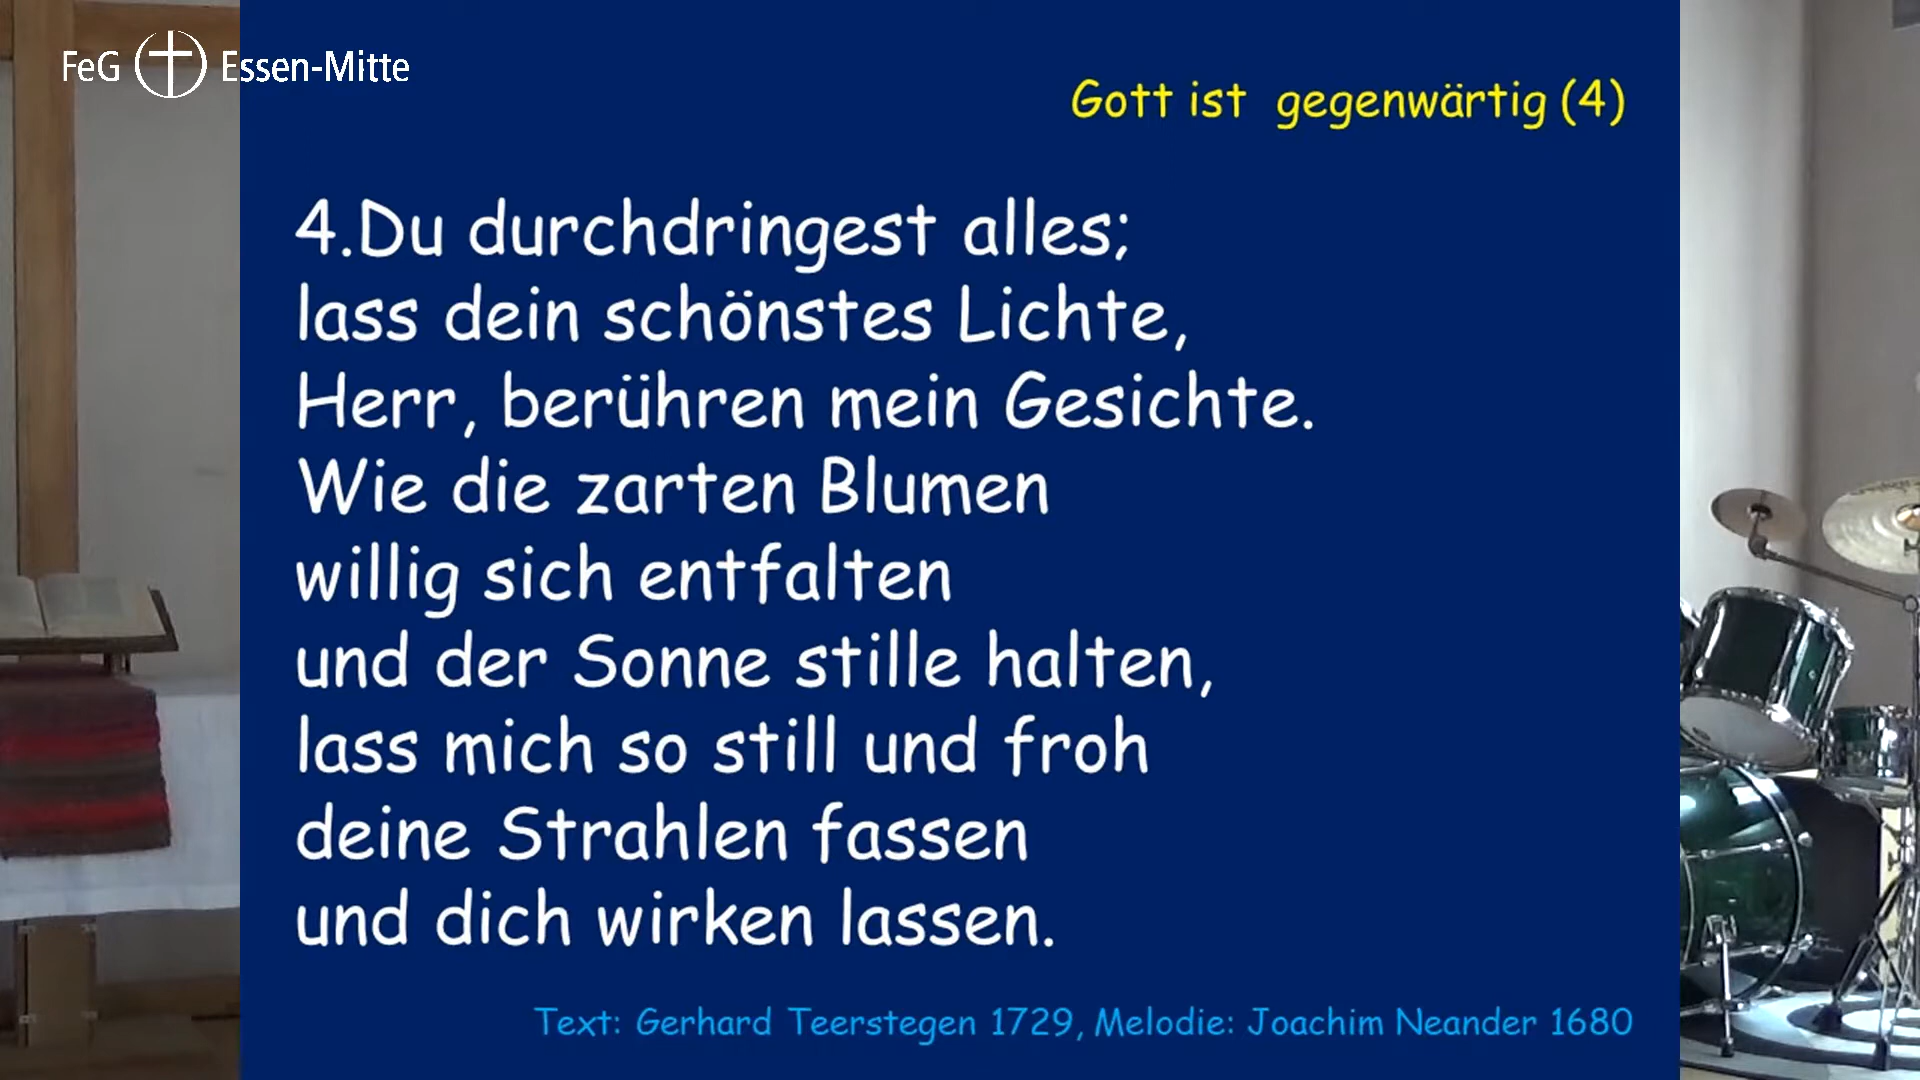 FeG Essen-Mitte
Gott ist gegenwärtig (4)
4.Du durchdringest alles;
lass dein schönstes Lichte,
Herr, berühren mein Gesichte.
Wie die zarten Blumen
willig sich entfalten
und der Sonne stille halten,
lass mich so still und froh
deine Strahlen fassen
und dich wirken lassen.
Text: Gerhard Teerstegen 1729, Melodie: Joachim Neander 1680